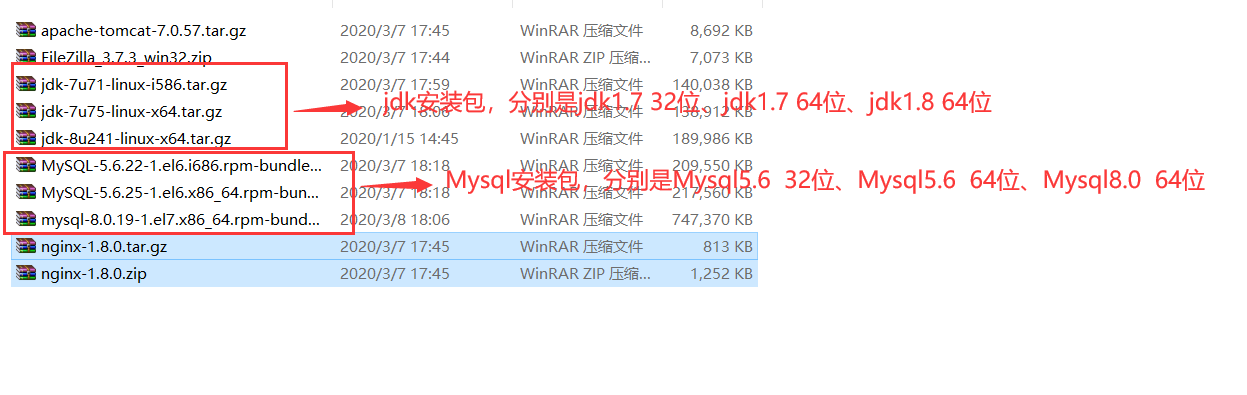 apache-tomcat-7.0.57.tar.gz 2020/3/7 17:45 WinRAR 压缩文件 8,692 KB
FileZilla_3.7.3_win32.zip 2020/3/7 17:44 WinRAR ZIP 压缩... 7,073 KB
jdk-7u71-linux-i586.tar.gz 2020/3/7 17:59 WinRAR 压缩文件 140,038 KB
jdk安装包，分别是jdk1.7 32位、jdk1.7 64位、jdk1.8 64位
jdk-7u75-linux-x64.tar.gz 2020/3/7 18:06 WinRAR 压缩文件 138,912 KB
jdk-8u241-linux-x64.tar.gz 2020/1/15 14:45 WinRAR 压缩文件 189,986 KB
MySQL-5.6.22-1.el6.i686.rpm-bundle... 2020/3/7 18:18 WinRAR 压缩文件 209,550 KB
Mysql安装包，分别是Mysql5.6 32位、Mysql5.6 64位、Mysql8.0 64位
MySQL-5.6.25-1.el6.x86_64.rpm-bun... 2020/3/7 18:18 WinRAR 压缩文件 217,560 KB
mysql-8.0.19-1.el7.x86_64.rpm-bund... 2020/3/8 18:06 WinRAR 压缩文件 747,370 KB
nginx-1.8.0.tar.gz 2020/3/7 17:45 WinRAR 压缩文件 813 KB
nginx-1.8.0.zip 2020/3/7 17:45 WinRAR ZIP 压缩... 1,252 KB